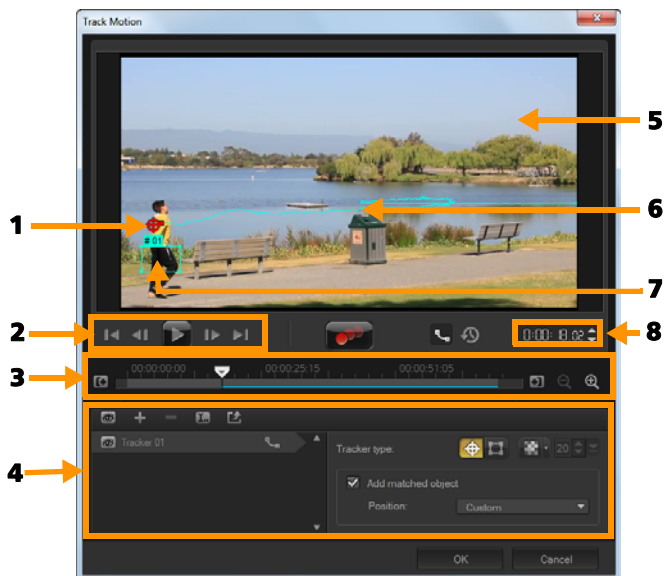 Track Motion
5
1
6
#01
7
2
0:00:18.02
8
3
00:00:00:00
00:00:25:15
00:00:51:05
4
Tracker 01
Tracker type:
20
Add matched object
Position:
Custom
OK
Cancel